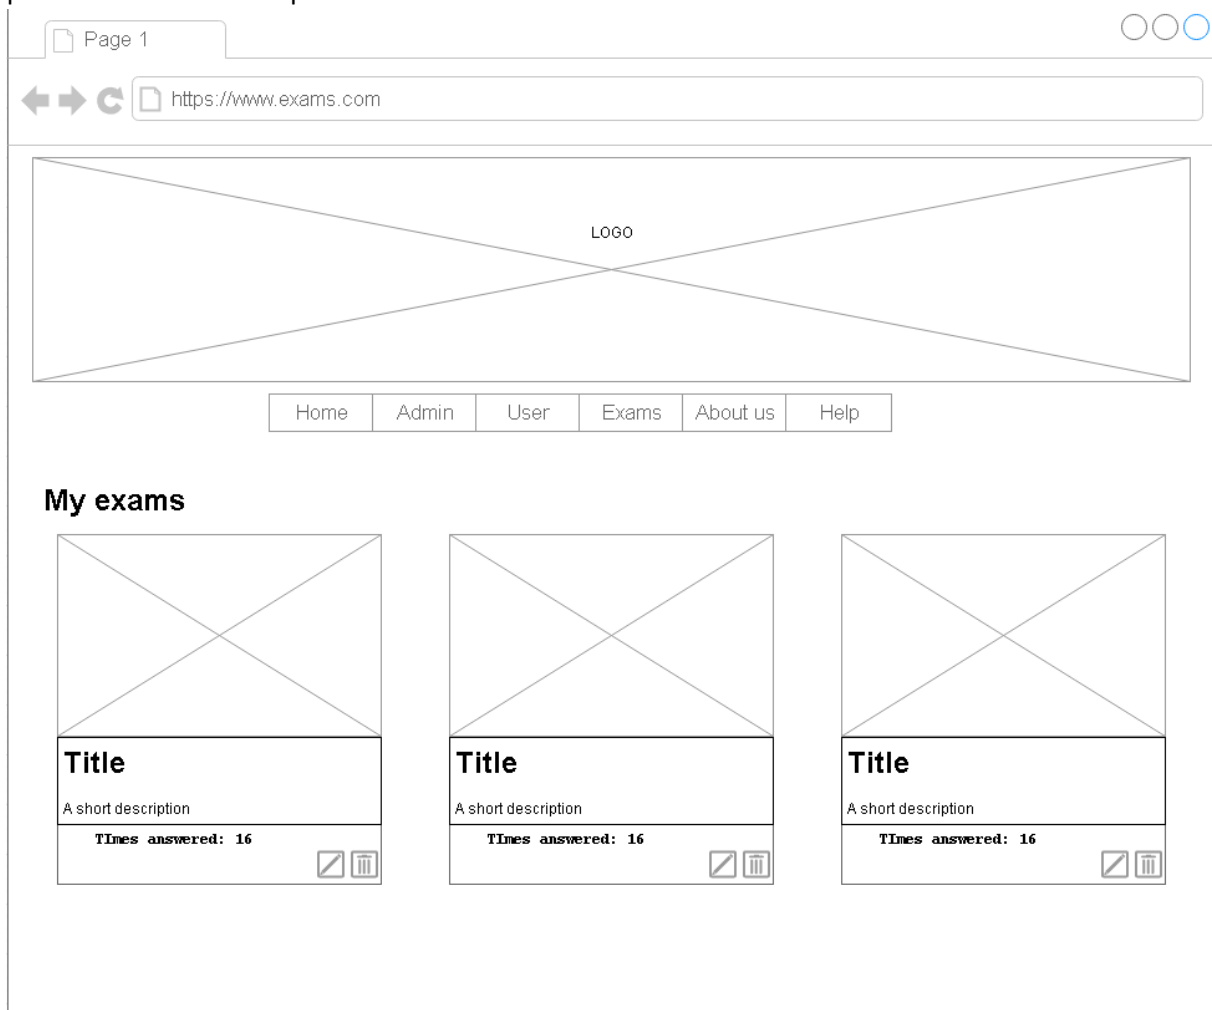 Page 1
https://www.exams.com
LOGO
Home Admin User Exams About us Help
My exams
Title Title Title
A short description A short description A short description
TImes answered: 16 TImes answered: 16 TImes answered: 16